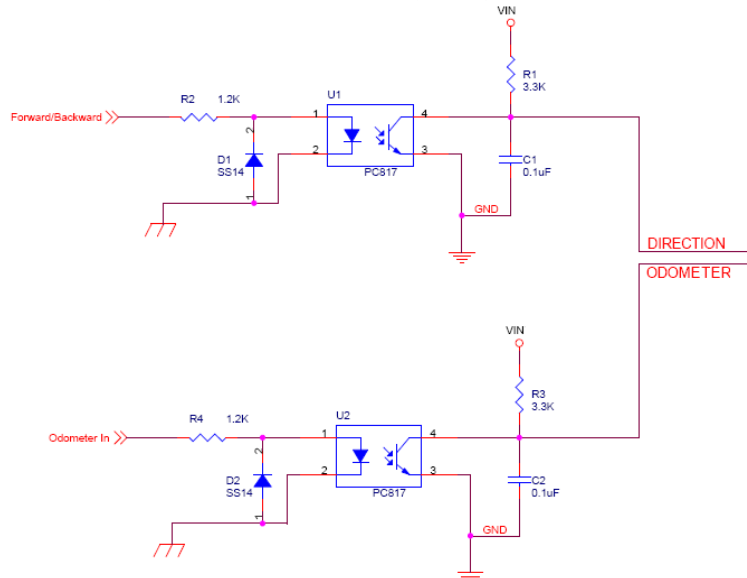 VIN
R1
3.3K
R2 1.2K
U1
Forward/Backward
1
4
2
D1
SS14
2
3
PC817
C1
0.1uF
1
GND
DIRECTION
ODOMETER
VIN
R3
3.3K
R4 1.2K
U2
Odometer In
1
4
2
D2
SS14
2
3
PC817
C2
0.1uF
1
GND